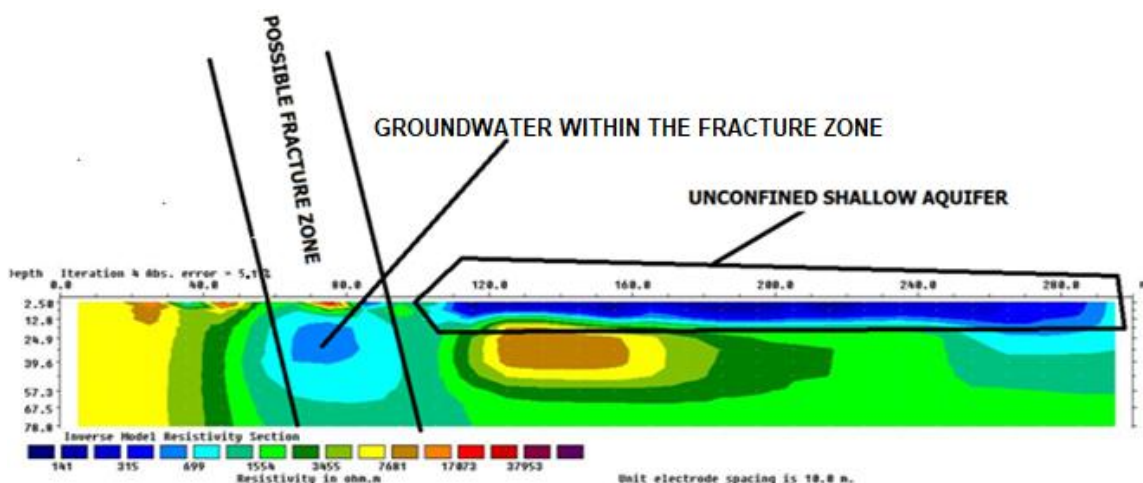 POSSIBLE FRACTURE ZONE
GROUNDWATER WITHIN THE FRACTURE ZONE
UNCONFINED SHALLOW AQUIFER
Depth Iteration 4 Abs. error = 5.1 %
0.0 40.0 80.0 120.0 160.0 200.0 240.0 280.0 m
2.50
12.8
24.9
39.6
57.3
67.5
78.8
Inverse Model Resistivity Section
141 315 699 1554 3455 7681 17073 37953
Resistivity in ohm.m
Unit electrode spacing is 10.0 m.